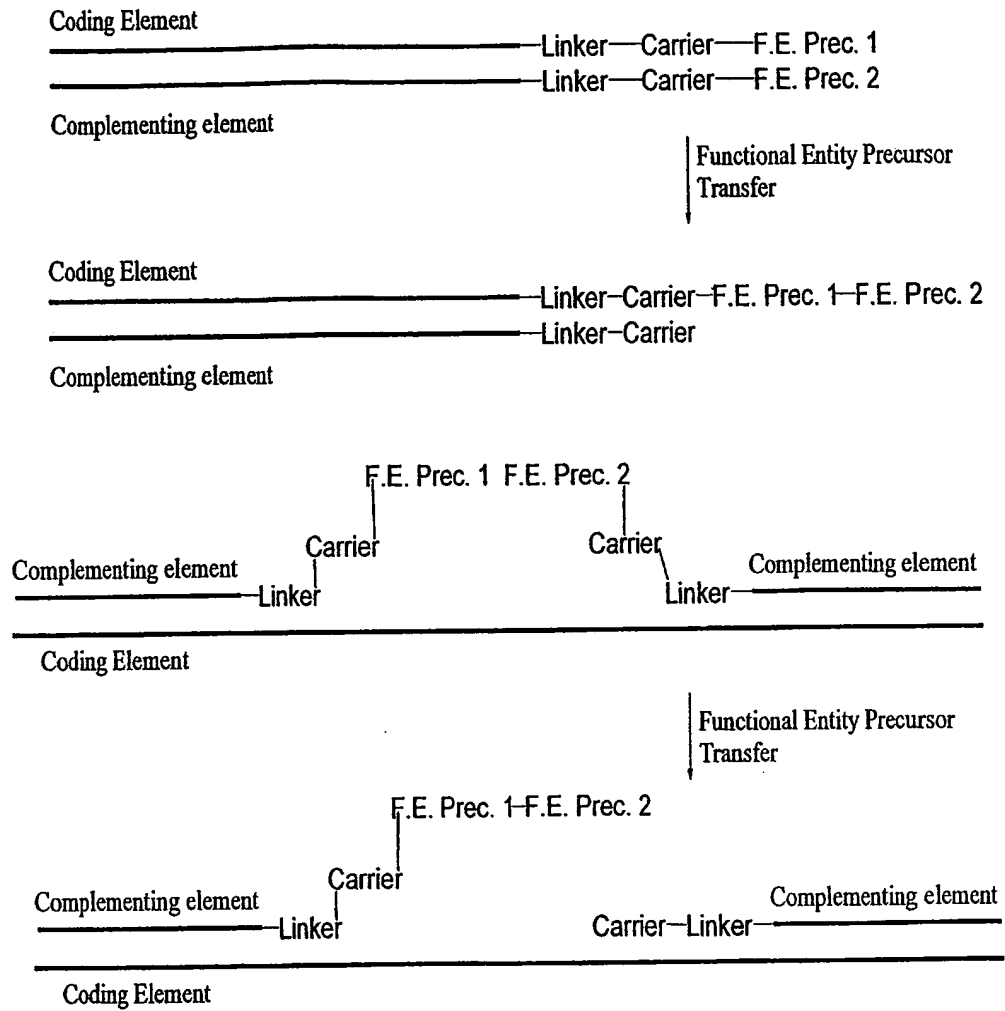 Coding Element
Linker—Carrier—F.E. Prec. 1
Linker—Carrier—F.E. Prec. 2
Complementing element
Functional Entity Precursor
Transfer
Coding Element
Linker—Carrier—F.E. Prec. 1—F.E. Prec. 2
Linker—Carrier
Complementing element
F.E. Prec. 1 F.E. Prec. 2
Carrier Carrier
Complementing element Complementing element
Linker Linker
Coding Element
Functional Entity Precursor
Transfer
F.E. Prec. 1—F.E. Prec. 2
Carrier
Complementing element Complementing element
Linker Carrier—Linker
Coding Element